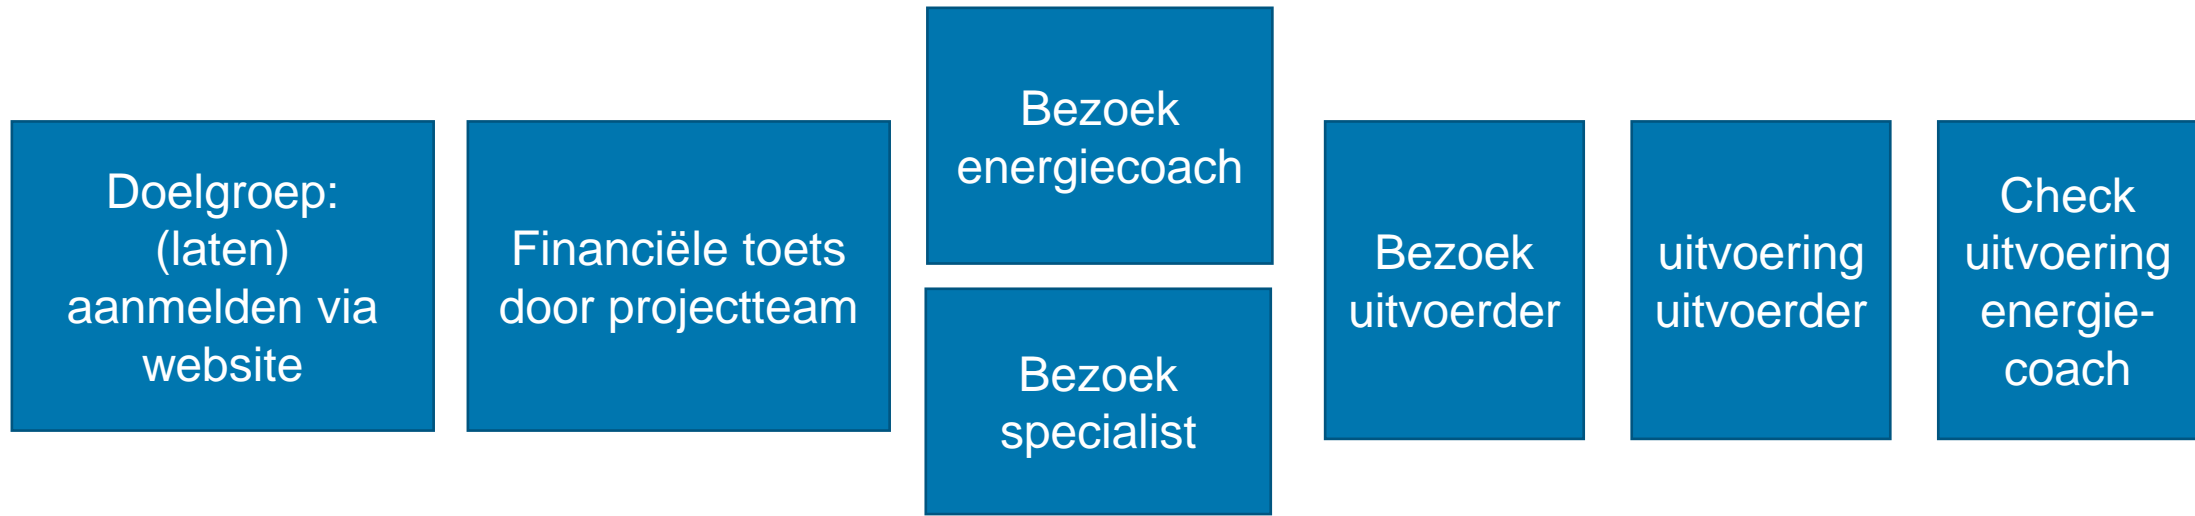 Doelgroep:
(laten)
aanmelden via
website
Financiële toets
door projectteam
Bezoek
energiecoach
Bezoek
specialist
Bezoek
uitvoerder
uitvoering
uitvoerder
Check
uitvoering
energie-
coach